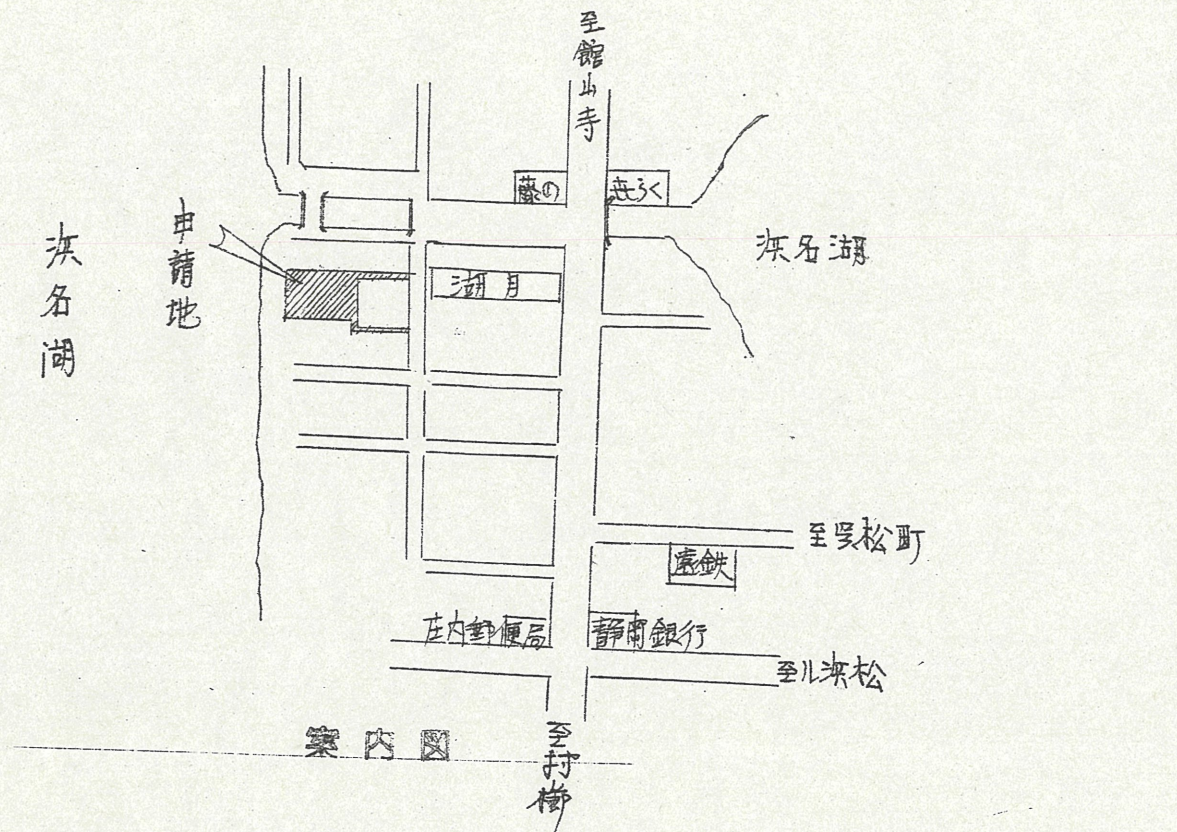 至館山寺
藤の
せらく
浜名湖
申請地
浜名湖
湖月
至呉松町
遠鉄
庄内郵便局
静岡銀行
至ル浜松
案内図
至村櫛